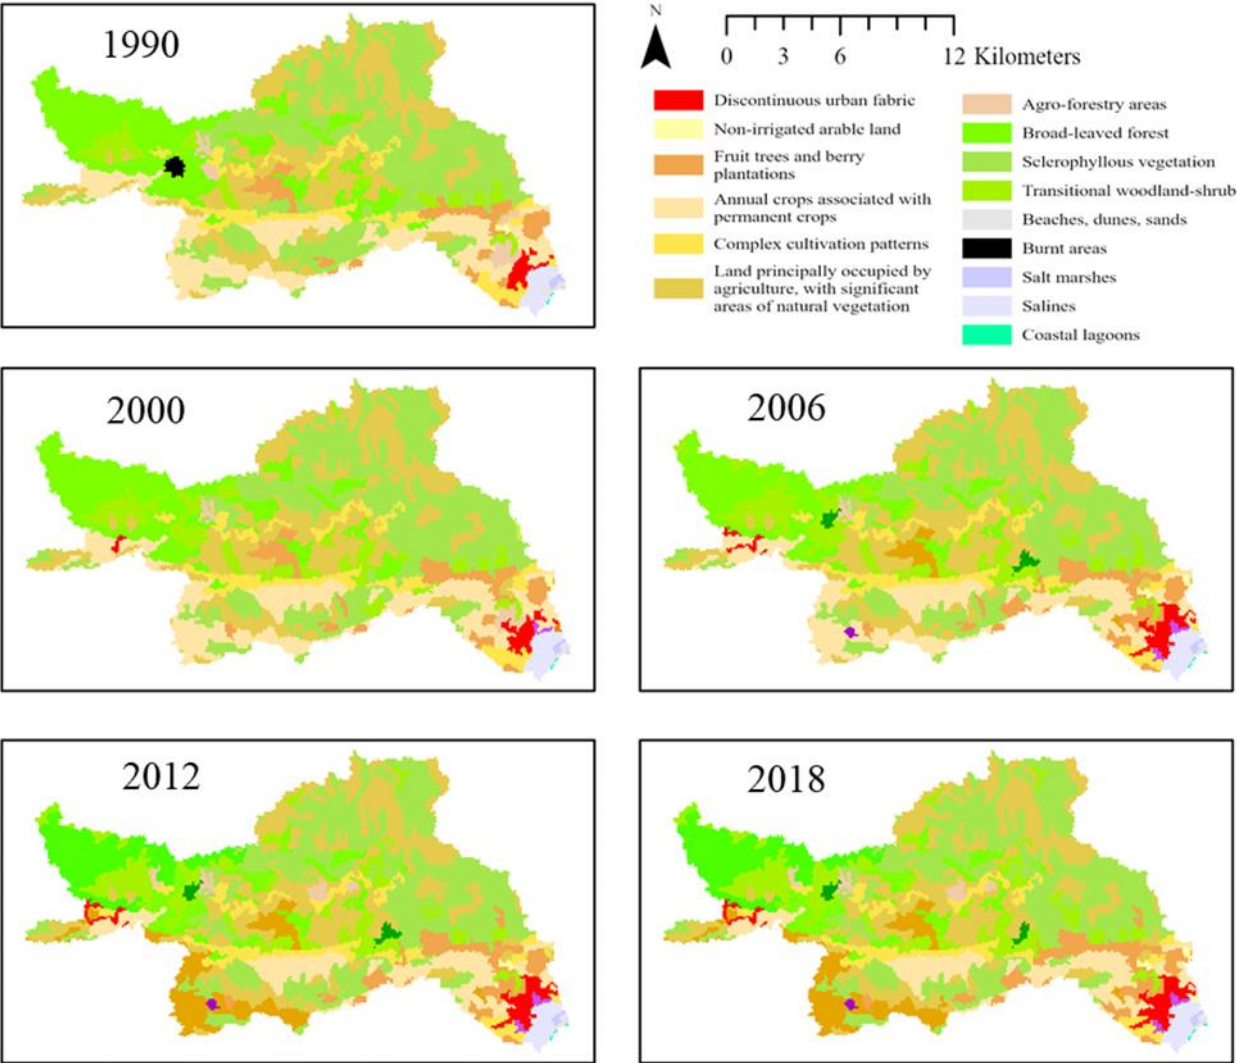 1990
N
0 3 6 12 Kilometers
Discontinuous urban fabric
Non-irrigated arable land
Fruit trees and berry
plantations
Annual crops associated with
permanent crops
Complex cultivation patterns
Land principally occupied by
agriculture, with significant
areas of natural vegetation
Agro-forestry areas
Broad-leaved forest
Sclerophyllous vegetation
Transitional woodland-shrub
Beaches, dunes, sands
Burnt areas
Salt marshes
Salines
Coastal lagoons
2000
2006
2012
2018